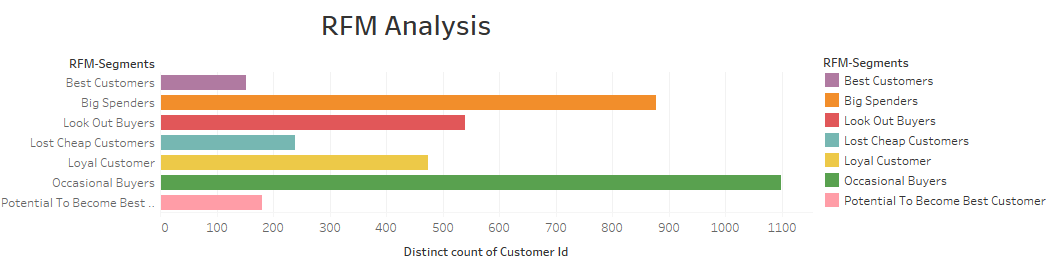 RFM Analysis
RFM-Segments
Best Customers
Big Spenders
Look Out Buyers
Lost Cheap Customers
Loyal Customer
Occasional Buyers
Potential To Become Best ..
0 100 200 300 400 500 600 700 800 900 1000 1100
Distinct count of Customer Id
RFM-Segments
Best Customers
Big Spenders
Look Out Buyers
Lost Cheap Customers
Loyal Customer
Occasional Buyers
Potential To Become Best Customer